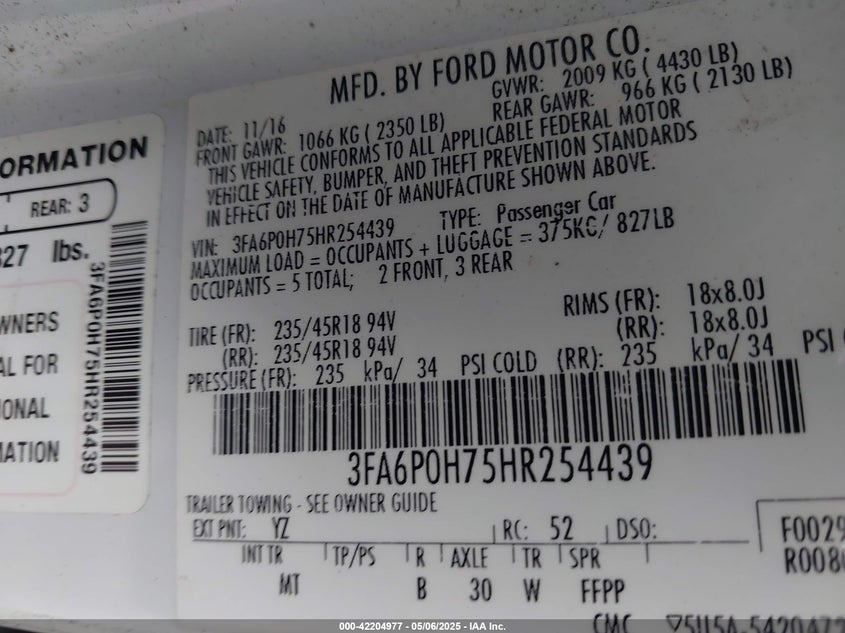 ORMATION
REAR: 3
827 lbs.
WNERS
AL FOR
IONAL
MATION
3FA6P0H75HR254439
MFD. BY FORD MOTOR CO.
DATE: 11/16
GVWR: 2009 KG ( 4430 LB)
FRONT GAWR: 1066 KG ( 2350 LB)
REAR GAWR: 966 KG ( 2130 LB)
THIS VEHICLE CONFORMS TO ALL APPLICABLE FEDERAL MOTOR
VEHICLE SAFETY, BUMPER, AND THEFT PREVENTION STANDARDS
IN EFFECT ON THE DATE OF MANUFACTURE SHOWN ABOVE.
VIN: 3FA6P0H75HR254439 TYPE: Passenger Car
MAXIMUM LOAD = OCCUPANTS + LUGGAGE = 375KG/ 827LB
OCCUPANTS = 5 TOTAL; 2 FRONT, 3 REAR
TIRE (FR): 235/45R18 94V RIMS (FR): 18x8.0J
(RR): 235/45R18 94V (RR): 18x8.0J
PRESSURE (FR): 235 kPa/ 34 PSI COLD (RR): 235 kPa/ 34 PSI
3FA6P0H75HR254439
TRAILER TOWING - SEE OWNER GUIDE
EXT PNT: YZ RC: 52 DSO: F0029
INT TR TP/PS R AXLE TR SPR
MT B 30 W FFPP
000-42204977 - 05/06/2025 - IAA Inc.